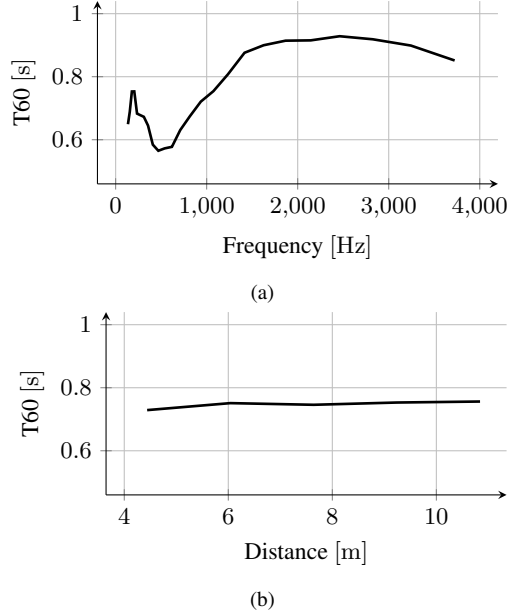 1
0.8
0.6
T60 [s]
0 1,000 2,000 3,000 4,000
Frequency [Hz]
(a)
1
0.8
0.6
T60 [s]
4 6 8 10
Distance [m]
(b)